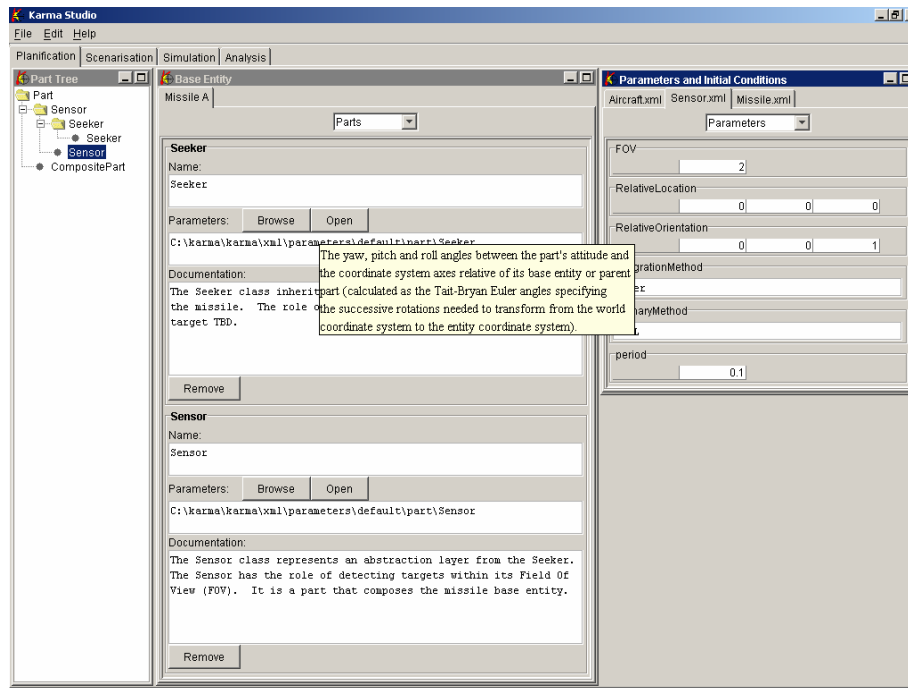 Karma Studio
File Edit Help
Planification Scenarisation Simulation Analysis
Part Tree
Part
Sensor
Seeker
Seeker
Sensor
CompositePart
Base Entity
Missile A
Parts
Seeker
Name:
Seeker
Parameters: Browse Open
C:\karma\karma\xml\parameters\default\part\Seeker
Documentation:
The Seeker class inherit
the missile. The role o
target TBD.
Remove
Sensor
Name:
Sensor
Parameters: Browse Open
C:\karma\karma\xml\parameters\default\part\Sensor
Documentation:
The Sensor class represents an abstraction layer from the Seeker.
The Sensor has the role of detecting targets within its Field Of
View (FOV). It is a part that composes the missile base entity.
Remove
The yaw, pitch and roll angles between the part's attitude and
the coordinate system axes relative of its base entity or parent
part (calculated as the Tait-Bryan Euler angles specifying
the successive rotations needed to transform from the world
coordinate system to the entity coordinate system).
Parameters and Initial Conditions
Aircraft.xml Sensor.xml Missile.xml
Parameters
FOV
2
RelativeLocation
0 0 0
RelativeOrientation
0 0 1
grationMethod
er
naryMethod
L
period
0.1